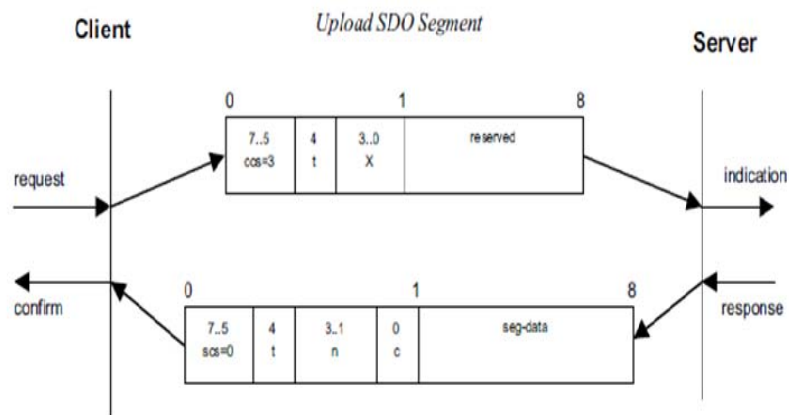 Upload SDO Segment
Client
Server
0 1 8
7..5 4 3..0 reserved
ccs=3 t X
request
indication
confirm
response
0 1 8
7..5 4 3..1 0 seg-data
scs=0 t n c